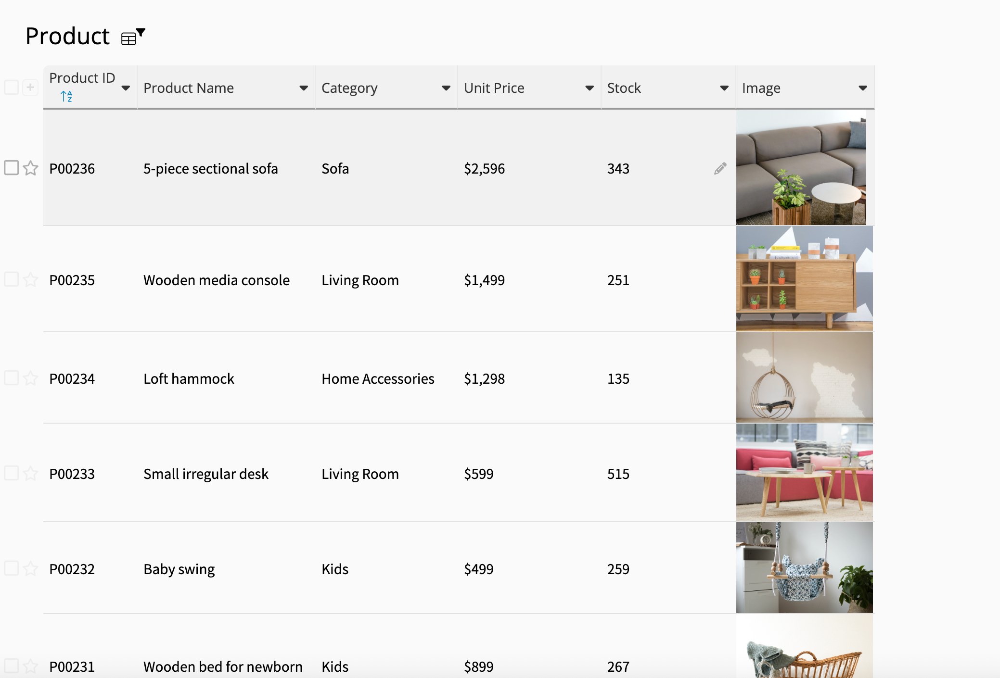 Product
Product ID
Product Name
Category
Unit Price
Stock
Image
P00236
5-piece sectional sofa
Sofa
$2,596
343
P00235
Wooden media console
Living Room
$1,499
251
P00234
Loft hammock
Home Accessories
$1,298
135
P00233
Small irregular desk
Living Room
$599
515
P00232
Baby swing
Kids
$499
259
P00231
Wooden bed for newborn
Kids
$899
267